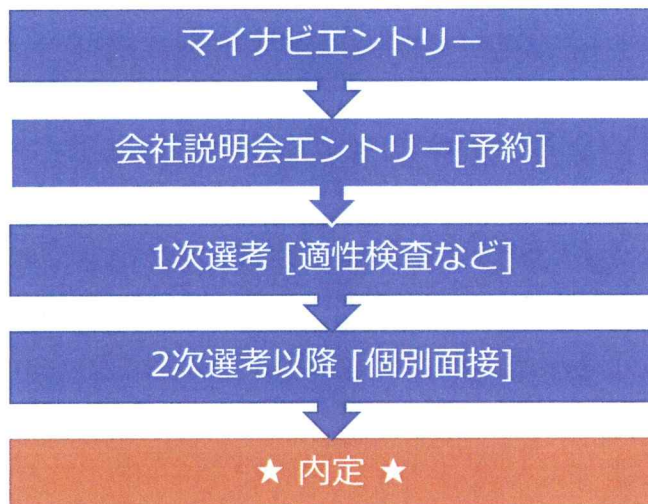 マイナビエントリー
会社説明会エントリー[予約]
1次選考 [適性検査など]
2次選考以降 [個別面接]
★ 内定 ★